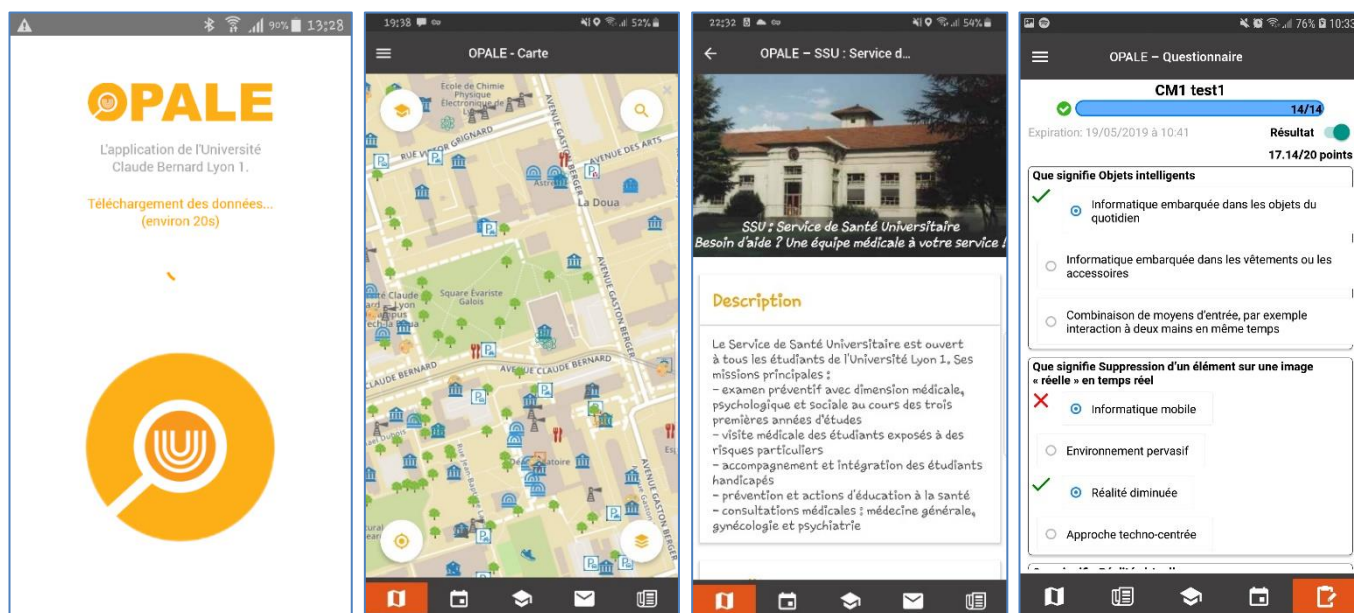 90% 13:28
OPALE
L'application de l'Université
Claude Bernard Lyon 1.
Téléchargement des données...
(environ 20s)
19:38 52%
OPALE - Carte
Ecole de Chimie
Physique
Électronique de
RUE VICTOR GRIGNARD
AVENUE GASTON BERGER
AVENUE DES ARTS
La Doua
Square Évariste
Galois
AVENUE GASTON BERGER
CLAUDE BERNARD
AVENUE CLAUDE BERNARD
AVENUE GASTON BERGER
22:32 54%
OPALE – SSU : Service d...
SSU : Service de Santé Universitaire
Besoin d'aide ? Une équipe médicale à votre service !
Description
Le Service de Santé Universitaire est ouvert
à tous les étudiants de l'Université Lyon 1. Ses
missions principales :
– examen préventif avec dimension médicale,
psychologique et sociale au cours des trois
premières années d'études
– visite médicale des étudiants exposés à des
risques particuliers
– accompagnement et intégration des étudiants
handicapés
– prévention et actions d'éducation à la santé
– consultations médicales : médecine générale,
gynécologie et psychiatrie
76% 10:33
OPALE – Questionnaire
CM1 test1
14/14
Expiration: 19/05/2019 à 10:41 Résultat
17.14/20 points
Que signifie Objets intelligents
Informatique embarquée dans les objets du
quotidien
Informatique embarquée dans les vêtements ou les
accessoires
Combinaison de moyens d'entrée, par exemple
interaction à deux mains en même temps
Que signifie Suppression d'un élément sur une image
« réelle » en temps réel
Informatique mobile
Environnement pervasif
Réalité diminuée
Approche techno-centrée